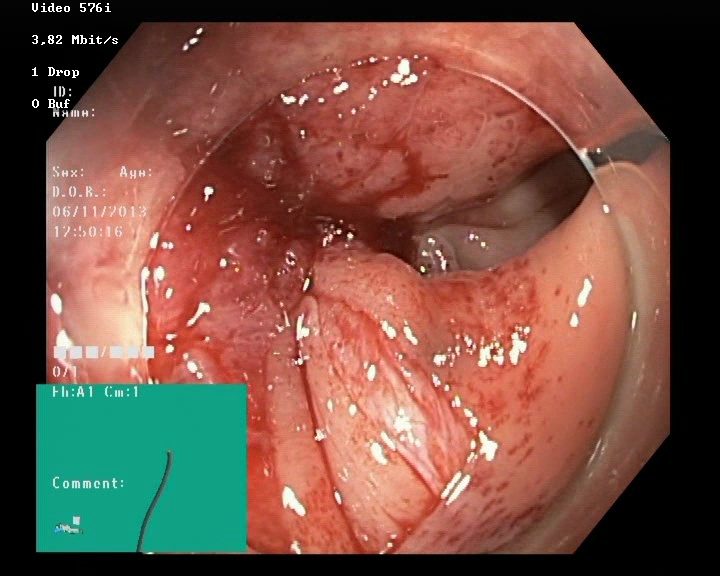 Video 576i
3,82 Mbit/s
1 Drop
ID:
0 Buf
Name:
Sex: Age:
D.O.B.:
06/11/2013
12:50:16
/
0/1
Eh:A1 Cm:1
Comment: